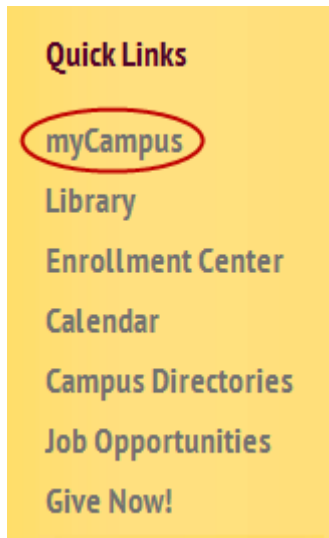 Quick Links
myCampus
Library
Enrollment Center
Calendar
Campus Directories
Job Opportunities
Give Now!